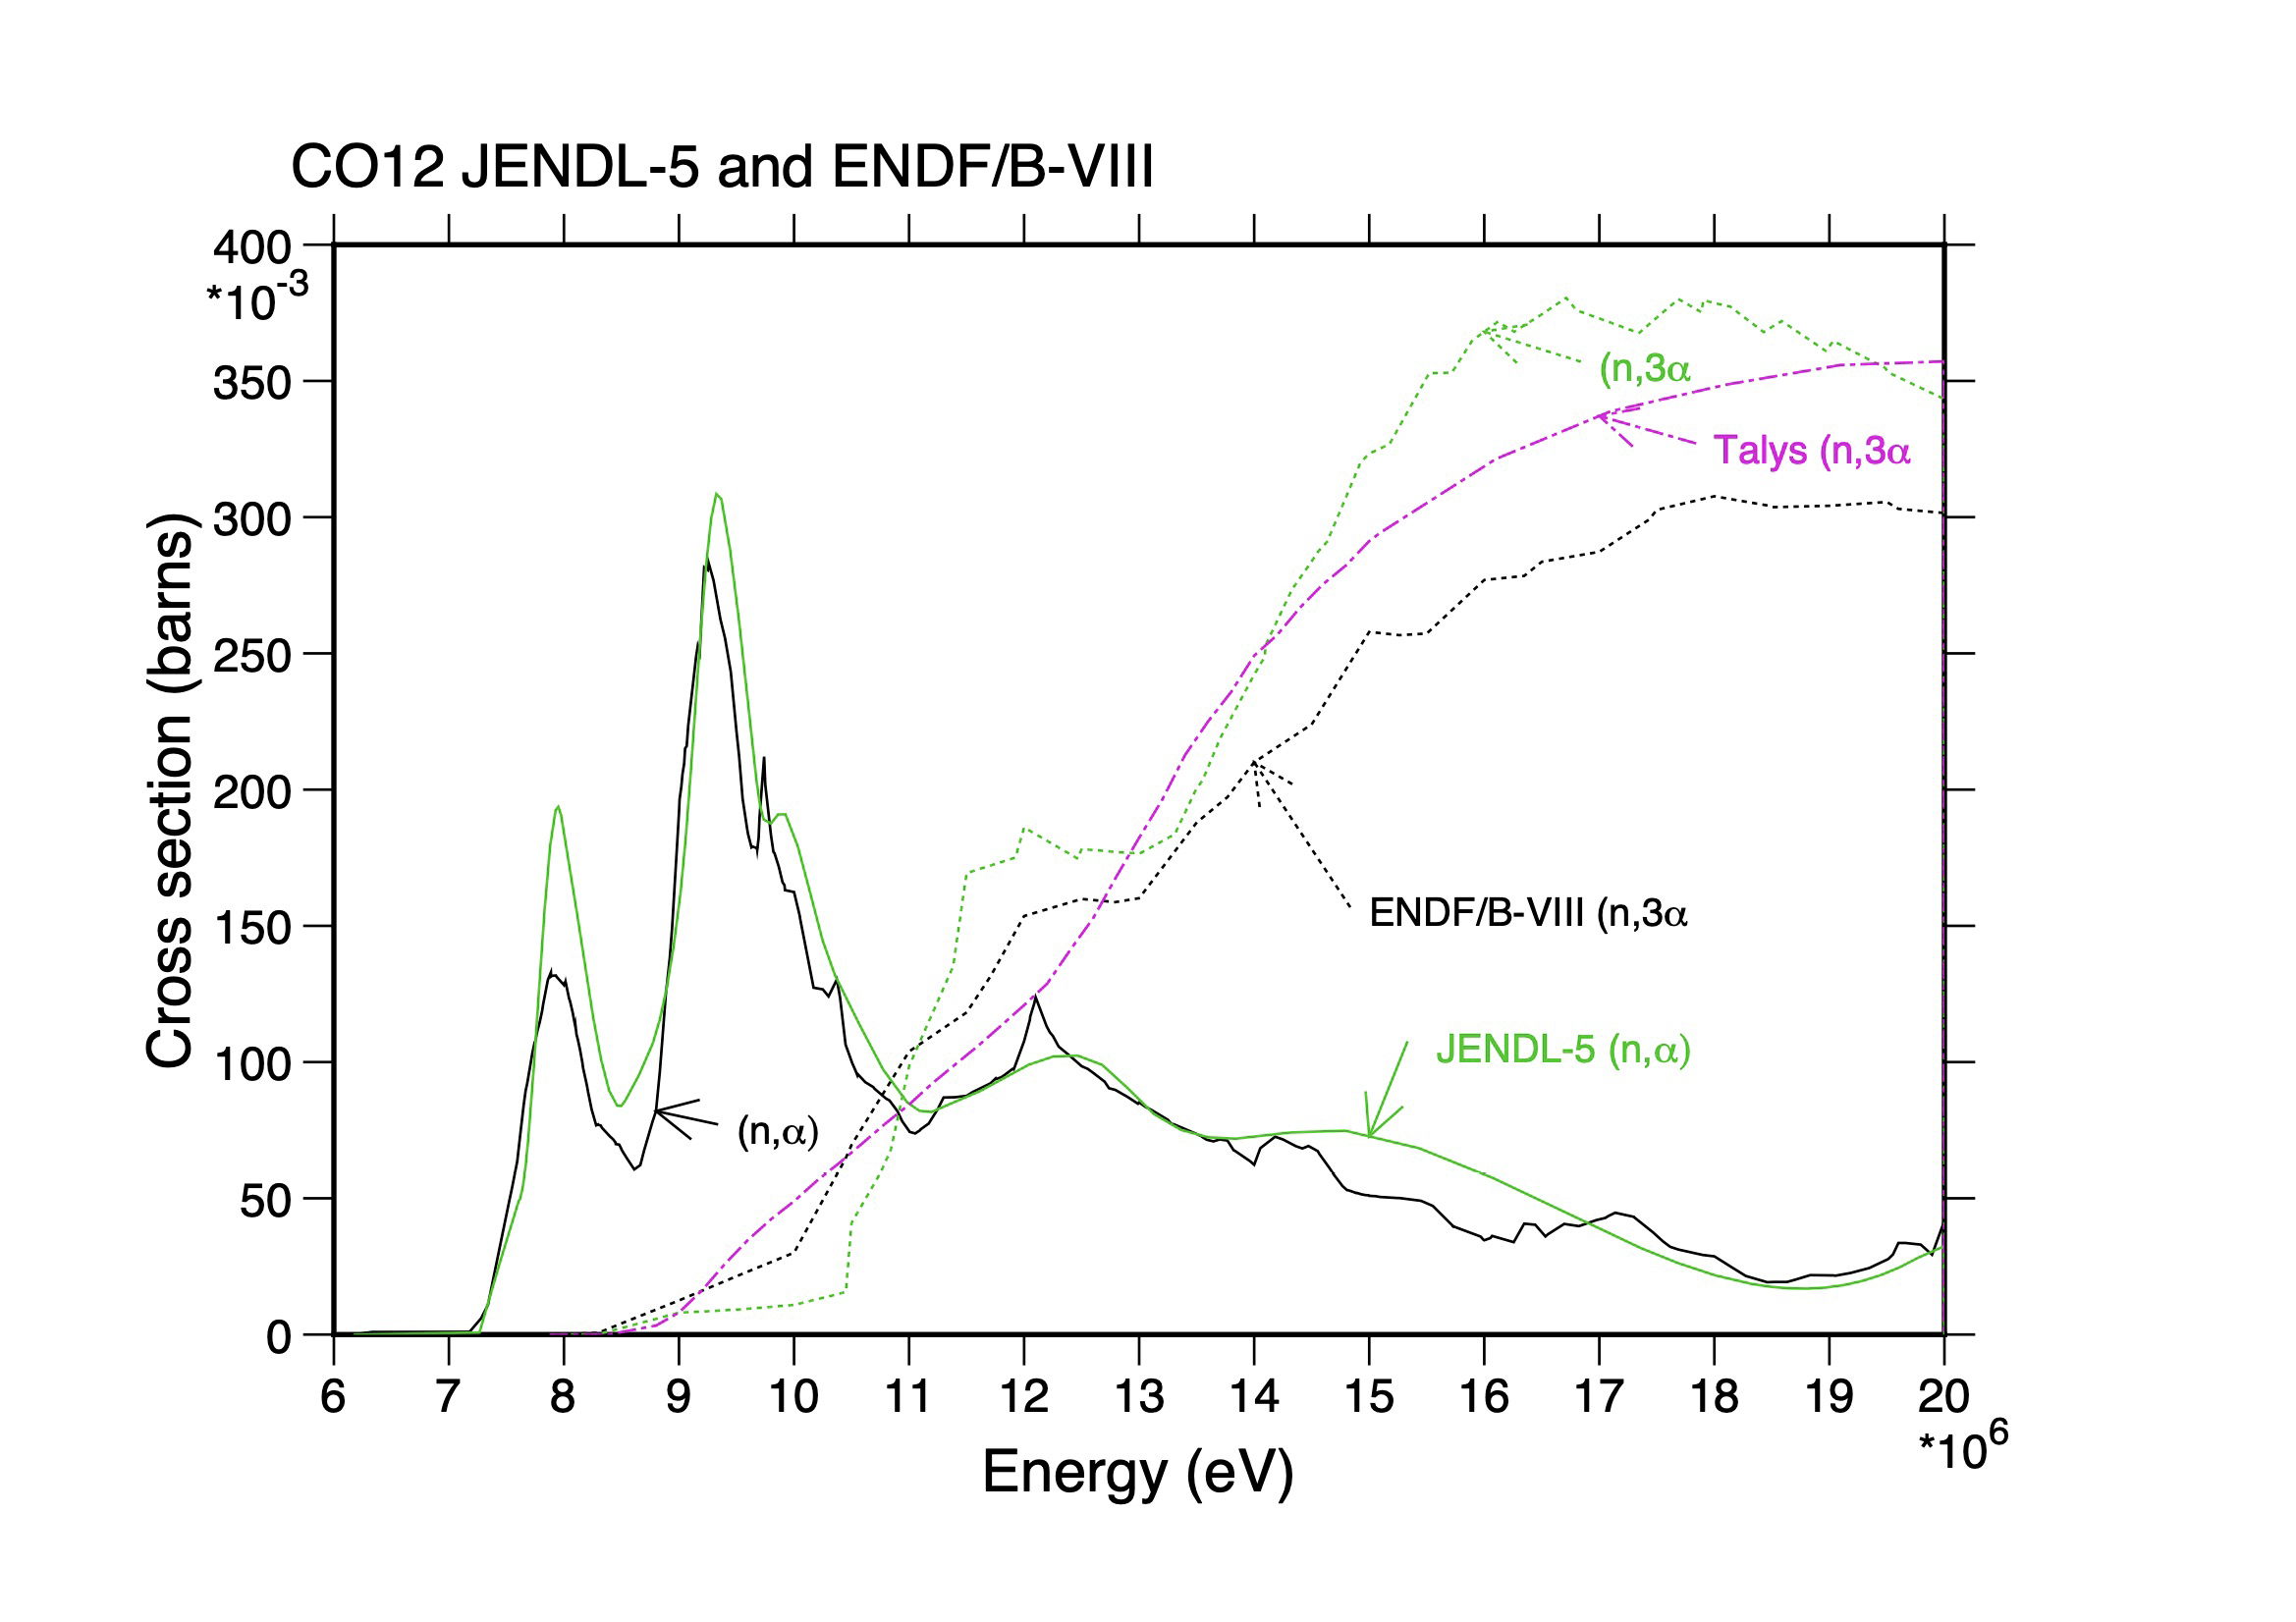 CO12 JENDL-5 and ENDF/B-VIII
400
*10-3
350
300
250
200
150
100
50
0
Cross section (barns)
(n,3α
Talys (n,3α
ENDF/B-VIII (n,3α
JENDL-5 (n,α)
(n,α)
6 7 8 9 10 11 12 13 14 15 16 17 18 19 20
*106
Energy (eV)